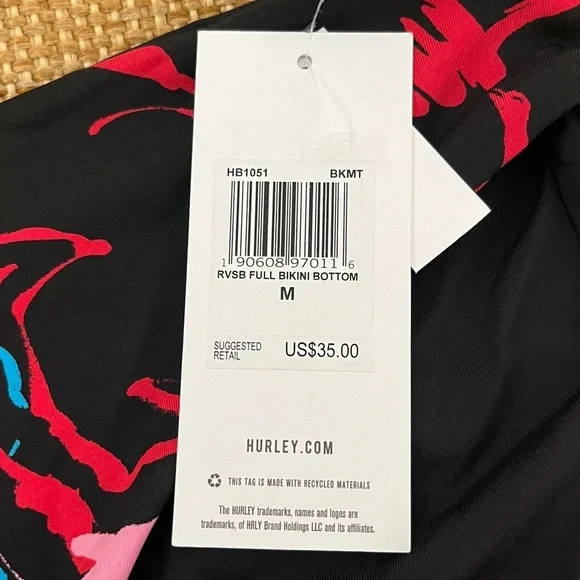 HB1051 BKMT
1 90608 97011 6
RVSB FULL BIKINI BOTTOM
M
SUGGESTED
RETAIL
US$35.00
HURLEY.COM
THIS TAG IS MADE WITH RECYCLED MATERIALS
The HURLEY trademarks, names and logos are
trademarks, of HRLY Brand Holdings LLC and its affiliates.